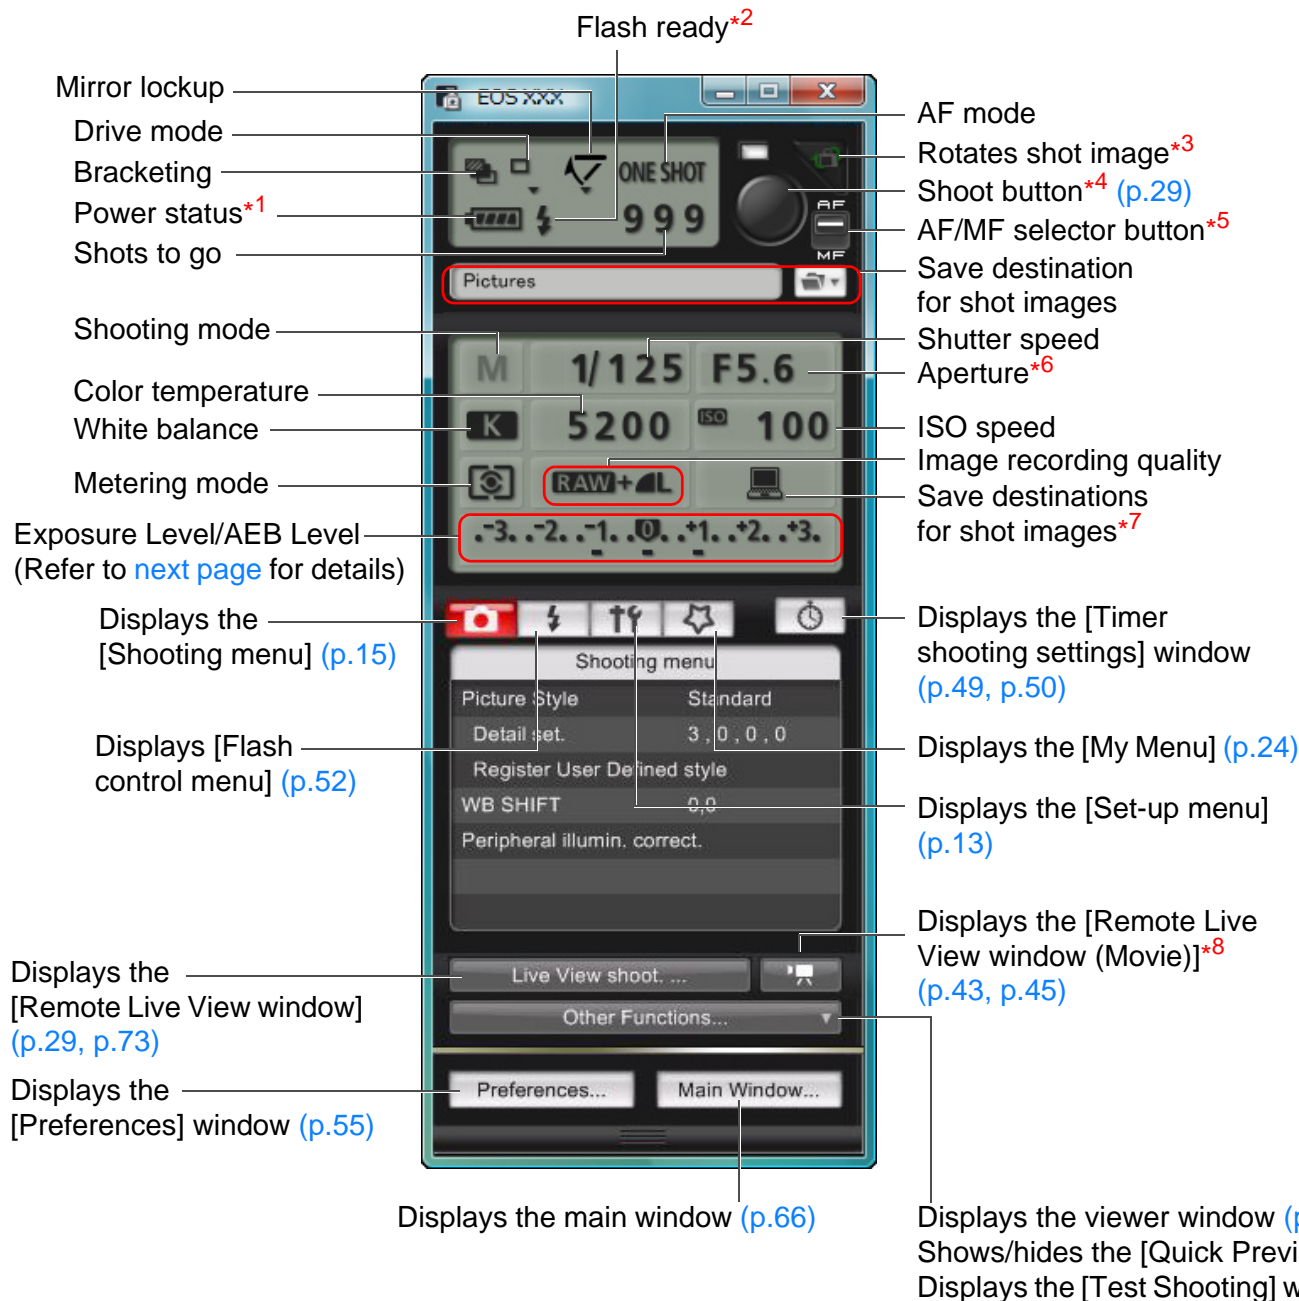 Flash ready*2
Mirror lockup
Drive mode
Bracketing
Power status*1
Shots to go
EOS XXX
ONE SHOT
999
AF
MF
AF mode
Rotates shot image*3
Shoot button*4 (p.29)
AF/MF selector button*5
Save destination
for shot images
Pictures
Shooting mode
Color temperature
White balance
Metering mode
Exposure Level/AEB Level
(Refer to next page for details)
M 1/125 F5.6
K 5200 ISO 100
RAW+L
-3. .-2. .-1. .0. .+1. .+2. .+3.
Shutter speed
Aperture*6
ISO speed
Image recording quality
Save destinations
for shot images*7
Displays the
[Shooting menu] (p.15)
Displays [Flash
control menu] (p.52)
Shooting menu
Picture Style Standard
Detail set. 3,0,0,0
Register User Defined style
WB SHIFT 0,0
Peripheral illumin. correct.
Displays the [Timer
shooting settings] window
(p.49, p.50)
Displays the [My Menu] (p.24)
Displays the [Set-up menu]
(p.13)
Displays the [Remote Live
View window (Movie)]*8
(p.43, p.45)
Displays the
[Remote Live View window]
(p.29, p.73)
Displays the
[Preferences] window (p.55)
Live View shoot. ...
Other Functions...
Preferences...
Main Window...
Displays the main window (p.66)
Displays the viewer window (p
Shows/hides the [Quick Previ
Displays the [Test Shooting] w